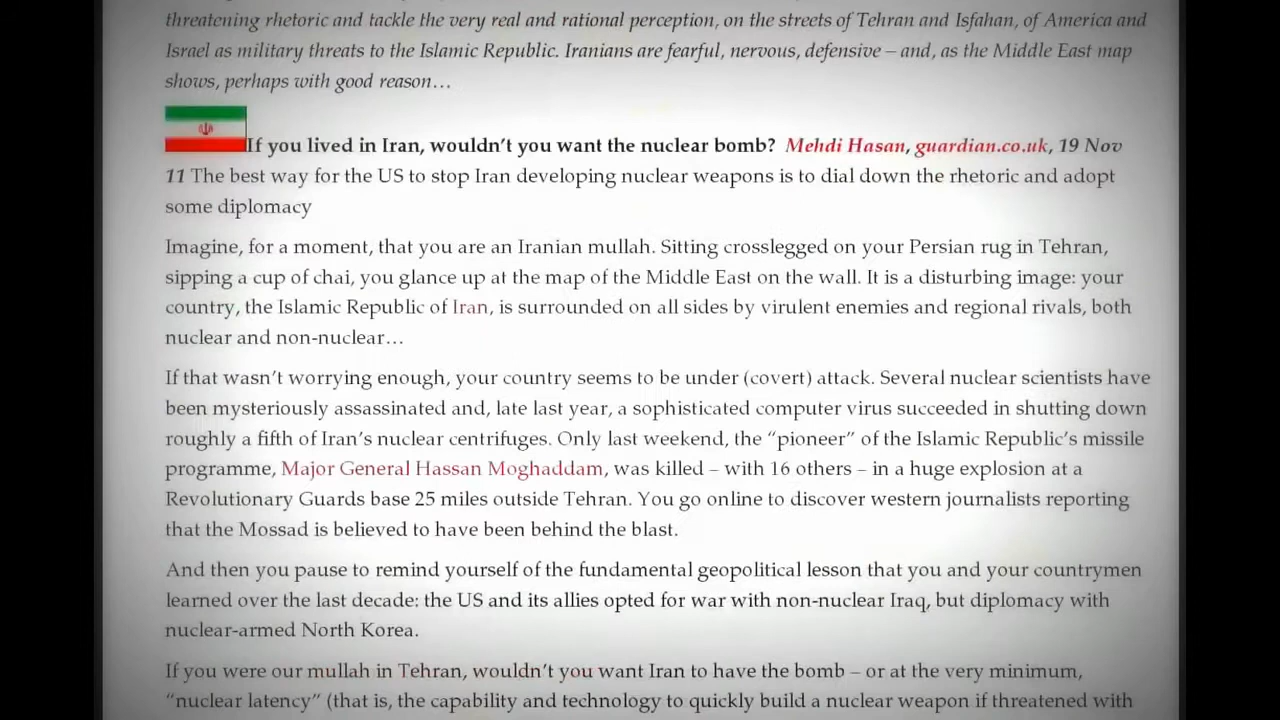 threatening rhetoric and tackle the very real and rational perception, on the streets of Tehran and Isfahan, of America and
Israel as military threats to the Islamic Republic. Iranians are fearful, nervous, defensive – and, as the Middle East map
shows, perhaps with good reason…
If you lived in Iran, wouldn't you want the nuclear bomb? Mehdi Hasan, guardian.co.uk, 19 Nov
11 The best way for the US to stop Iran developing nuclear weapons is to dial down the rhetoric and adopt
some diplomacy
Imagine, for a moment, that you are an Iranian mullah. Sitting crosslegged on your Persian rug in Tehran,
sipping a cup of chai, you glance up at the map of the Middle East on the wall. It is a disturbing image: your
country, the Islamic Republic of Iran, is surrounded on all sides by virulent enemies and regional rivals, both
nuclear and non-nuclear…
If that wasn't worrying enough, your country seems to be under (covert) attack. Several nuclear scientists have
been mysteriously assassinated and, late last year, a sophisticated computer virus succeeded in shutting down
roughly a fifth of Iran's nuclear centrifuges. Only last weekend, the "pioneer" of the Islamic Republic's missile
programme, Major General Hassan Moghaddam, was killed – with 16 others – in a huge explosion at a
Revolutionary Guards base 25 miles outside Tehran. You go online to discover western journalists reporting
that the Mossad is believed to have been behind the blast.
And then you pause to remind yourself of the fundamental geopolitical lesson that you and your countrymen
learned over the last decade: the US and its allies opted for war with non-nuclear Iraq, but diplomacy with
nuclear-armed North Korea.
If you were our mullah in Tehran, wouldn't you want Iran to have the bomb – or at the very minimum,
"nuclear latency" (that is, the capability and technology to quickly build a nuclear weapon if threatened with